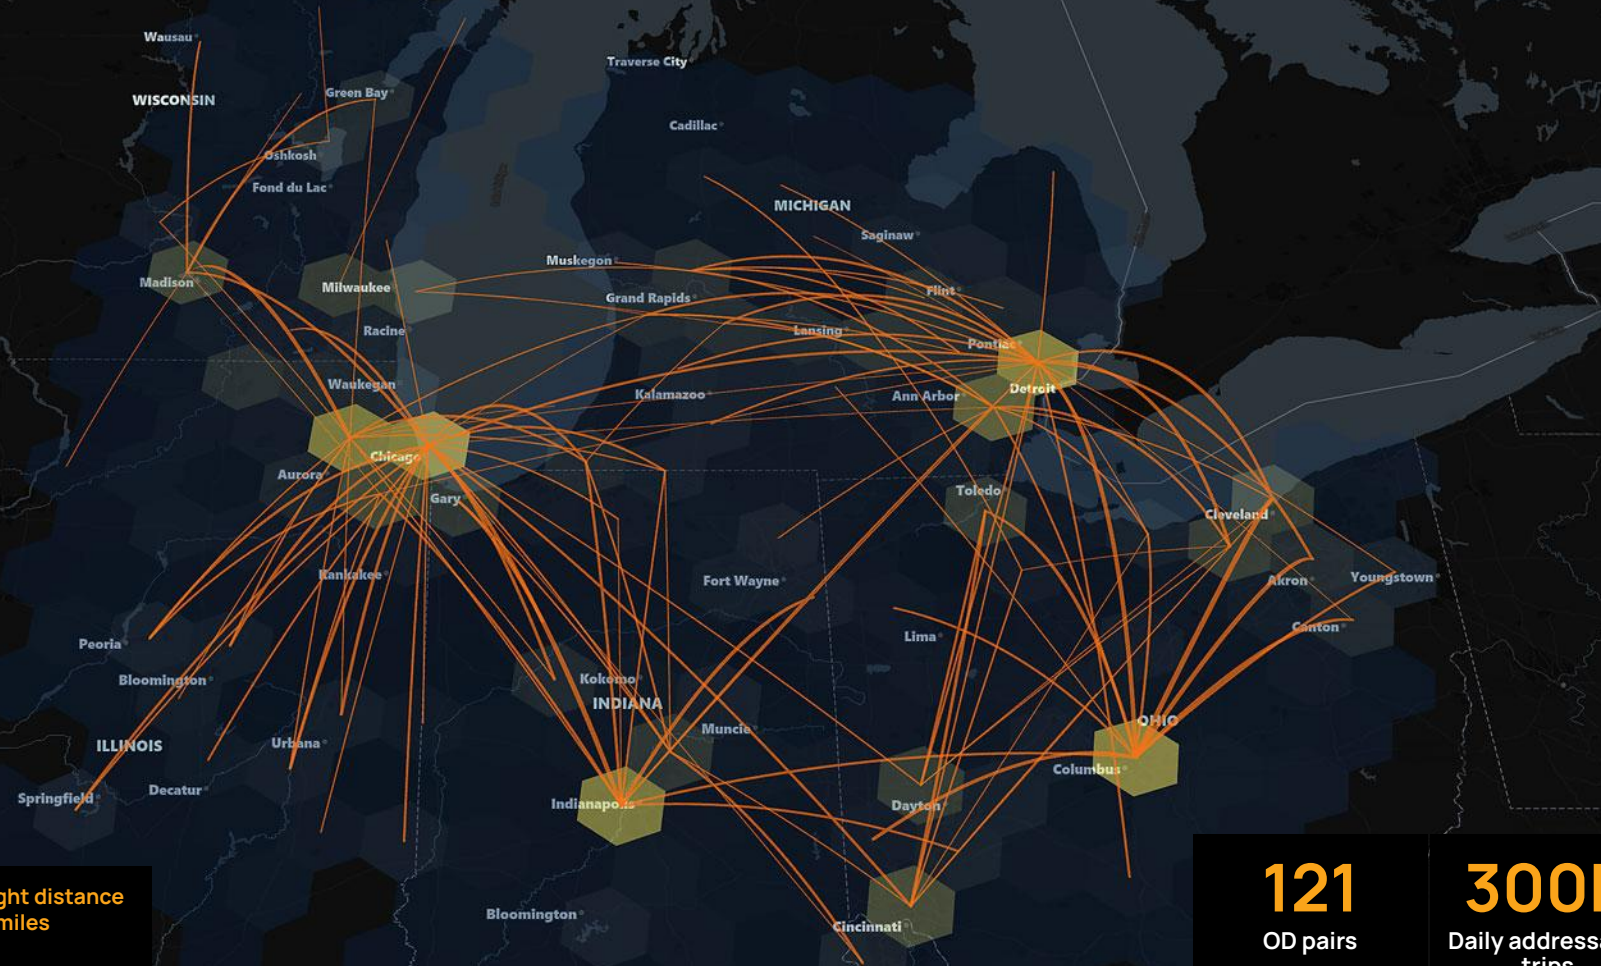 Wausau
Traverse City
WISCONSIN
Green Bay
Cadillac
Oshkosh
Fond du Lac
MICHIGAN
Saginaw
Muskegon
Madison
Milwaukee
Grand Rapids
Flint
Racine
Lansing
Pontiac
Waukegan
Kalamazoo
Ann Arbor
Detroit
Chicago
Aurora
Gary
Toledo
Cleveland
Kankakee
Fort Wayne
Akron
Youngstown
Canton
Peoria
Lima
Bloomington
Kokomo
INDIANA
OHIO
Muncie
ILLINOIS
Urbana
Columbus
Springfield
Decatur
Indianapolis
Dayton
Bloomington
Cincinnati
ght distance
miles
121
OD pairs
300
Daily address
trips